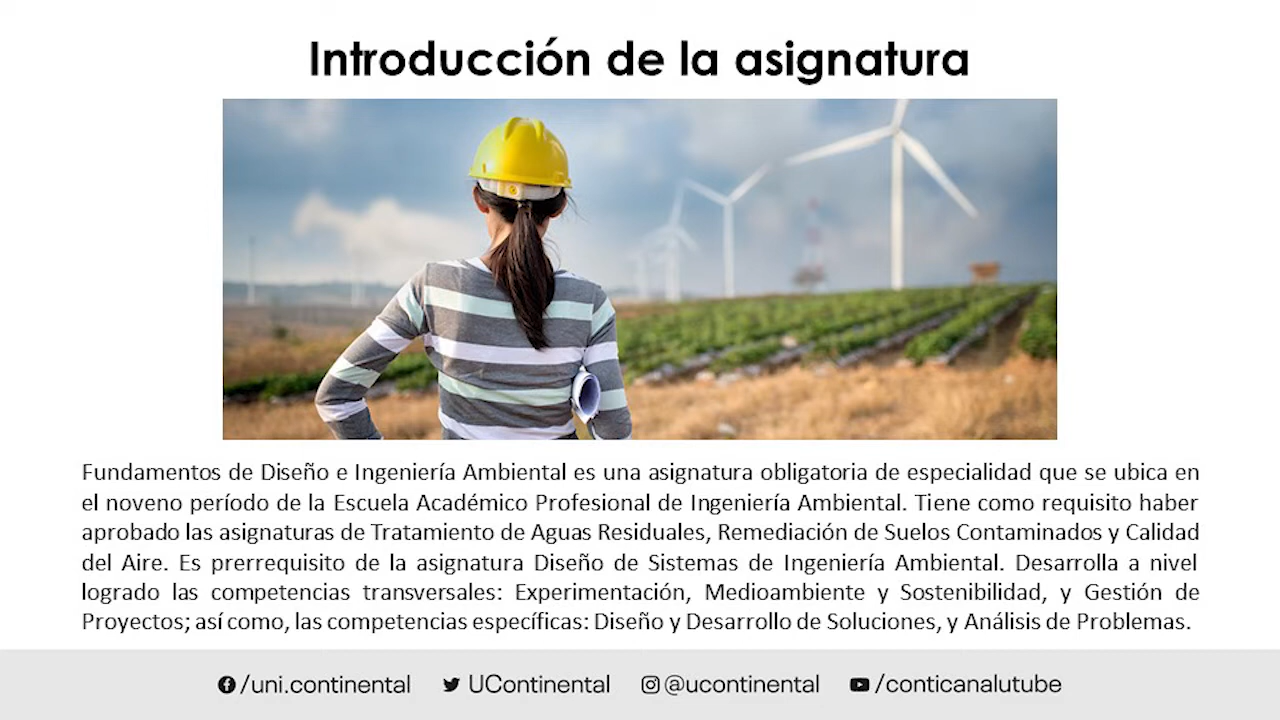 Introducción de la asignatura
Fundamentos de Diseño e Ingeniería Ambiental es una asignatura obligatoria de especialidad que se ubica en
el noveno período de la Escuela Académico Profesional de Ingeniería Ambiental. Tiene como requisito haber
aprobado las asignaturas de Tratamiento de Aguas Residuales, Remediación de Suelos Contaminados y Calidad
del Aire. Es prerrequisito de la asignatura Diseño de Sistemas de Ingeniería Ambiental. Desarrolla a nivel
logrado las competencias transversales: Experimentación, Medioambiente y Sostenibilidad, y Gestión de
Proyectos; así como, las competencias específicas: Diseño y Desarrollo de Soluciones, y Análisis de Problemas.
/uni.continental UContinental @ucontinental /conticanalutube